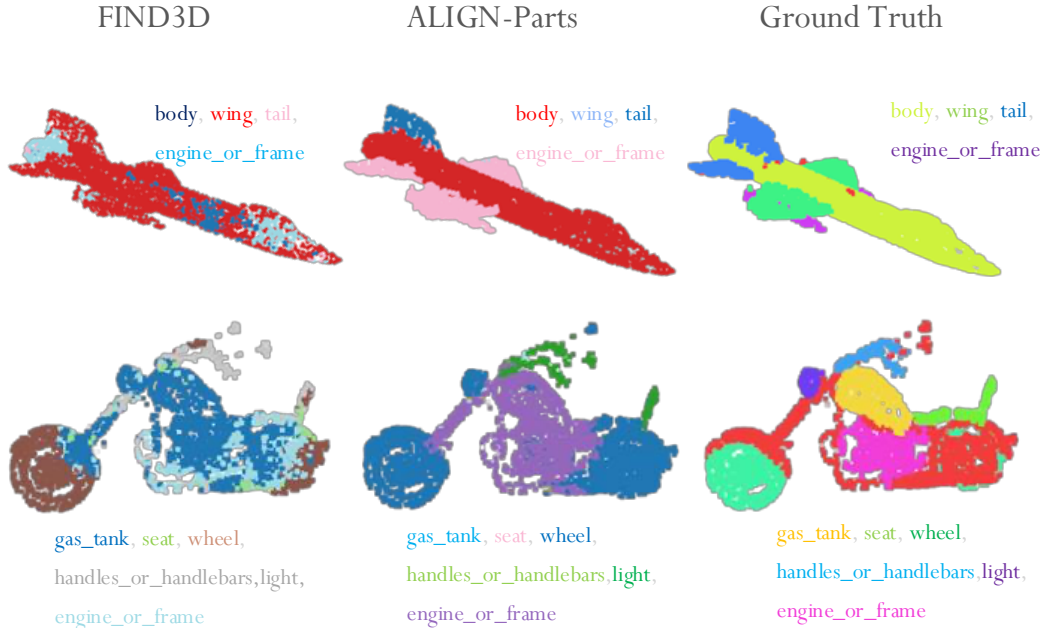 FIND3D
ALIGN-Parts
Ground Truth
body, wing, tail,
engine_or_frame
body, wing, tail,
engine_or_frame
body, wing, tail,
engine_or_frame
gas_tank, seat, wheel,
handles_or_handlebars,light,
engine_or_frame
gas_tank, seat, wheel,
handles_or_handlebars,light,
engine_or_frame
gas_tank, seat, wheel,
handles_or_handlebars,light,
engine_or_frame